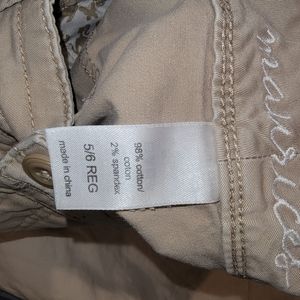 maurices
98% cotton/
coton
2% spandex
5/6 REG
made in china